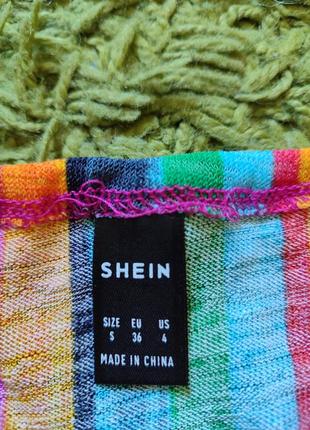 SHEIN
SIZE EU US
S 36 4
MADE IN CHINA